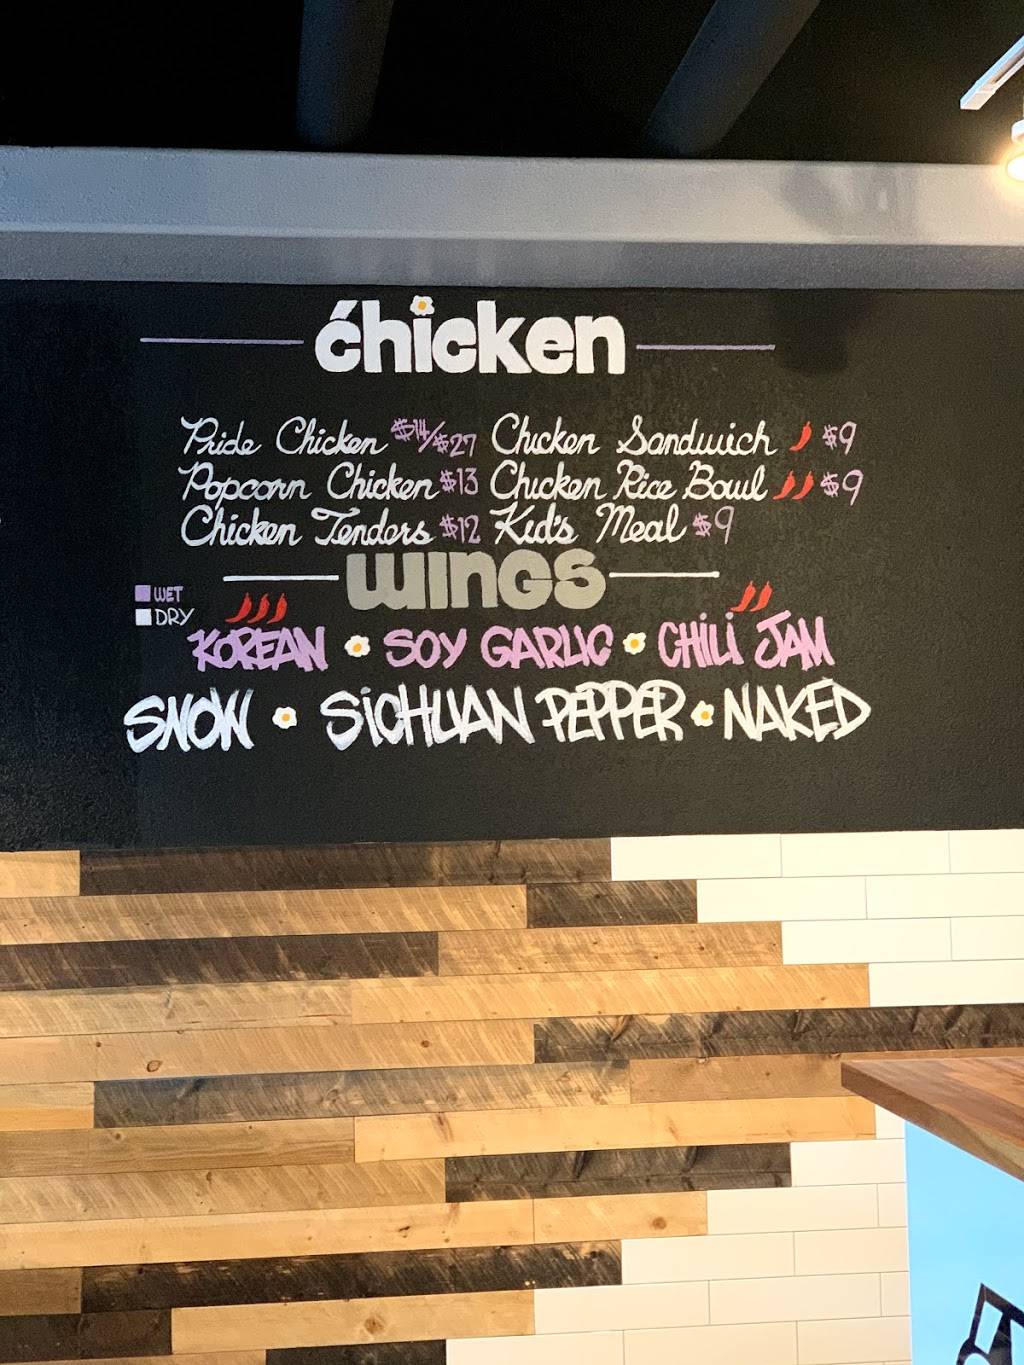 ćhicken
Pride Chicken $14/$27 Chicken Sandwich $9
Popcorn Chicken $13 Chicken Rice Bowl $9
Chicken Tenders $12 Kid's Meal $9
WINGS
WET
DRY
KOREAN • SOY GARLIC • CHILI JAM
SNOW • SICHUAN PEPPER • NAKED